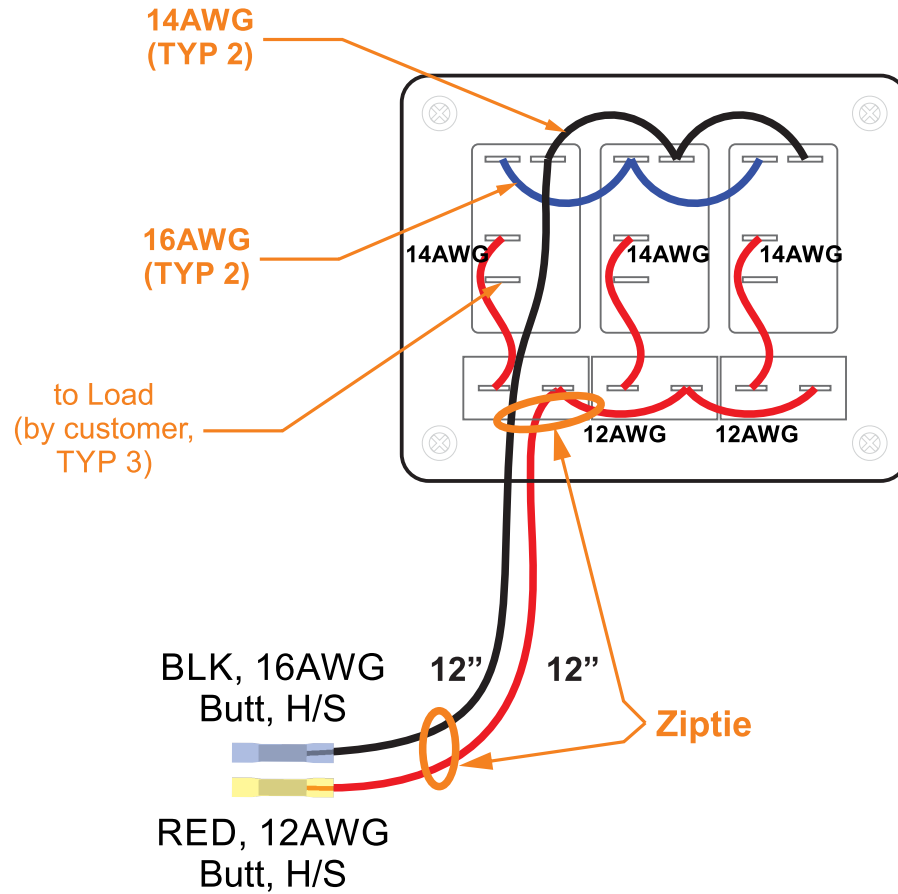 14AWG
(TYP 2)
16AWG
(TYP 2)
14AWG
14AWG
14AWG
to Load
(by customer,
TYP 3)
12AWG
12AWG
BLK, 16AWG
Butt, H/S
12”
12”
Ziptie
RED, 12AWG
Butt, H/S